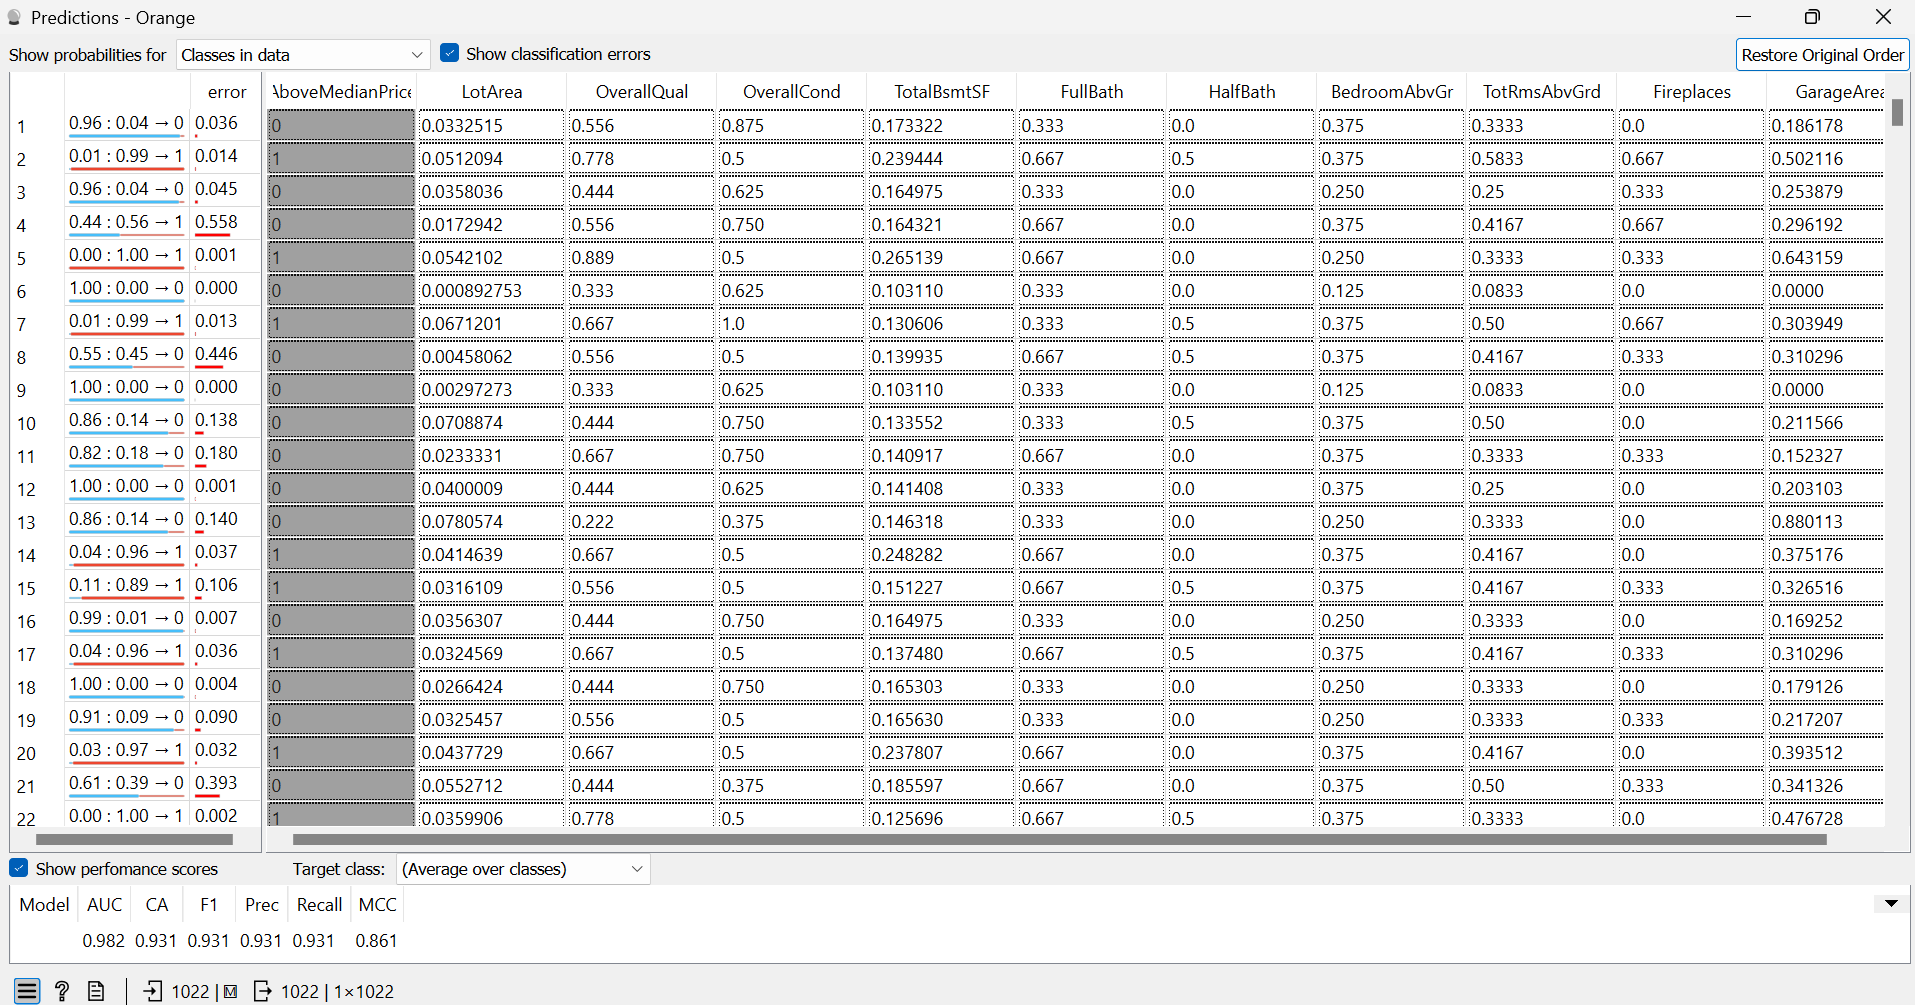 Predictions - Orange
Show probabilities for Classes in data Show classification errors Restore Original Order
error AboveMedianPrice LotArea OverallQual OverallCond TotalBsmtSF FullBath HalfBath BedroomAbvGr TotRmsAbvGrd Fireplaces GarageArea
1 0.96 : 0.04 → 0 0.036 0 0.0332515 0.556 0.875 0.173322 0.333 0.0 0.375 0.3333 0.0 0.186178
2 0.01 : 0.99 → 1 0.014 1 0.0512094 0.778 0.5 0.239444 0.667 0.5 0.375 0.5833 0.667 0.502116
3 0.96 : 0.04 → 0 0.045 0 0.0358036 0.444 0.625 0.164975 0.333 0.0 0.250 0.25 0.333 0.253879
4 0.44 : 0.56 → 1 0.558 0 0.0172942 0.556 0.750 0.164321 0.667 0.0 0.375 0.4167 0.667 0.296192
5 0.00 : 1.00 → 1 0.001 1 0.0542102 0.889 0.5 0.265139 0.667 0.0 0.250 0.3333 0.333 0.643159
6 1.00 : 0.00 → 0 0.000 0 0.000892753 0.333 0.625 0.103110 0.333 0.0 0.125 0.0833 0.0 0.0000
7 0.01 : 0.99 → 1 0.013 1 0.0671201 0.667 1.0 0.130606 0.333 0.5 0.375 0.50 0.667 0.303949
8 0.55 : 0.45 → 0 0.446 0 0.00458062 0.556 0.5 0.139935 0.667 0.5 0.375 0.4167 0.333 0.310296
9 1.00 : 0.00 → 0 0.000 0 0.00297273 0.333 0.625 0.103110 0.333 0.0 0.125 0.0833 0.0 0.0000
10 0.86 : 0.14 → 0 0.138 0 0.0708874 0.444 0.750 0.133552 0.333 0.5 0.375 0.50 0.0 0.211566
11 0.82 : 0.18 → 0 0.180 0 0.0233331 0.667 0.750 0.140917 0.667 0.0 0.375 0.3333 0.333 0.152327
12 1.00 : 0.00 → 0 0.001 0 0.0400009 0.444 0.625 0.141408 0.333 0.0 0.375 0.25 0.0 0.203103
13 0.86 : 0.14 → 0 0.140 0 0.0780574 0.222 0.375 0.146318 0.333 0.0 0.250 0.3333 0.0 0.880113
14 0.04 : 0.96 → 1 0.037 1 0.0414639 0.667 0.5 0.248282 0.667 0.0 0.375 0.4167 0.0 0.375176
15 0.11 : 0.89 → 1 0.106 1 0.0316109 0.556 0.5 0.151227 0.667 0.5 0.375 0.4167 0.333 0.326516
16 0.99 : 0.01 → 0 0.007 0 0.0356307 0.444 0.750 0.164975 0.333 0.0 0.250 0.3333 0.0 0.169252
17 0.04 : 0.96 → 1 0.036 1 0.0324569 0.667 0.5 0.137480 0.667 0.5 0.375 0.4167 0.333 0.310296
18 1.00 : 0.00 → 0 0.004 0 0.0266424 0.444 0.750 0.165303 0.333 0.0 0.250 0.3333 0.0 0.179126
19 0.91 : 0.09 → 0 0.090 0 0.0325457 0.556 0.5 0.165630 0.333 0.0 0.250 0.3333 0.333 0.217207
20 0.03 : 0.97 → 1 0.032 1 0.0437729 0.667 0.5 0.237807 0.667 0.0 0.375 0.4167 0.0 0.393512
21 0.61 : 0.39 → 0 0.393 0 0.0552712 0.444 0.375 0.185597 0.667 0.0 0.375 0.50 0.333 0.341326
22 0.00 : 1.00 → 1 0.002 1 0.0359906 0.778 0.5 0.125696 0.667 0.5 0.375 0.3333 0.0 0.476728
Show perfomance scores Target class: (Average over classes)
Model AUC CA F1 Prec Recall MCC
0.982 0.931 0.931 0.931 0.931 0.861
? 1022 | M 1022 | 1×1022